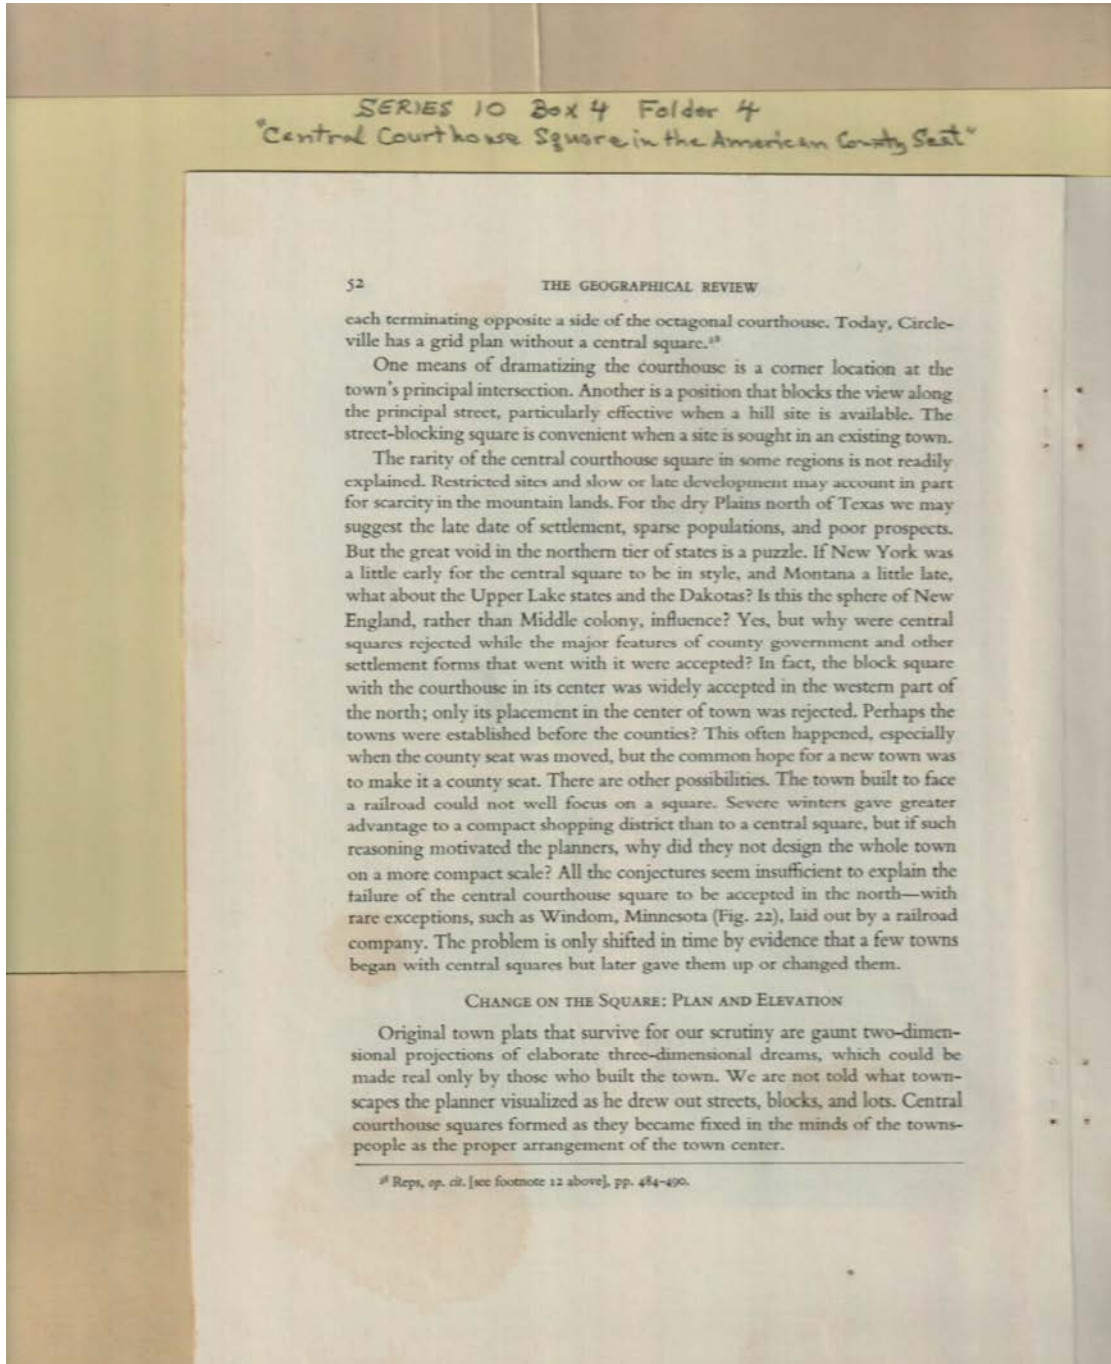 SERIES 10 Box 4 Folder 4
"Central Courthouse Square in the American County Seat"
52 THE GEOGRAPHICAL REVIEW
each terminating opposite a side of the octagonal courthouse. Today, Circle-
ville has a grid plan without a central square.²⁸
One means of dramatizing the courthouse is a corner location at the
town's principal intersection. Another is a position that blocks the view along
the principal street, particularly effective when a hill site is available. The
street-blocking square is convenient when a site is sought in an existing town.
The rarity of the central courthouse square in some regions is not readily
explained. Restricted sites and slow or late development may account in part
for scarcity in the mountain lands. For the dry Plains north of Texas we may
suggest the late date of settlement, sparse populations, and poor prospects.
But the great void in the northern tier of states is a puzzle. If New York was
a little early for the central square to be in style, and Montana a little late,
what about the Upper Lake states and the Dakotas? Is this the sphere of New
England, rather than Middle colony, influence? Yes, but why were central
squares rejected while the major features of county government and other
settlement forms that went with it were accepted? In fact, the block square
with the courthouse in its center was widely accepted in the western part of
the north; only its placement in the center of town was rejected. Perhaps the
towns were established before the counties? This often happened, especially
when the county seat was moved, but the common hope for a new town was
to make it a county seat. There are other possibilities. The town built to face
a railroad could not well focus on a square. Severe winters gave greater
advantage to a compact shopping district than to a central square, but if such
reasoning motivated the planners, why did they not design the whole town
on a more compact scale? All the conjectures seem insufficient to explain the
failure of the central courthouse square to be accepted in the north—with
rare exceptions, such as Windom, Minnesota (Fig. 22), laid out by a railroad
company. The problem is only shifted in time by evidence that a few towns
began with central squares but later gave them up or changed them.
CHANGE ON THE SQUARE: PLAN AND ELEVATION
Original town plats that survive for our scrutiny are gaunt two-dimen-
sional projections of elaborate three-dimensional dreams, which could be
made real only by those who built the town. We are not told what town-
scapes the planner visualized as he drew out streets, blocks, and lots. Central
courthouse squares formed as they became fixed in the minds of the towns-
people as the proper arrangement of the town center.
²⁸ Reps, op. cit. [see footnote 12 above], pp. 484-490.